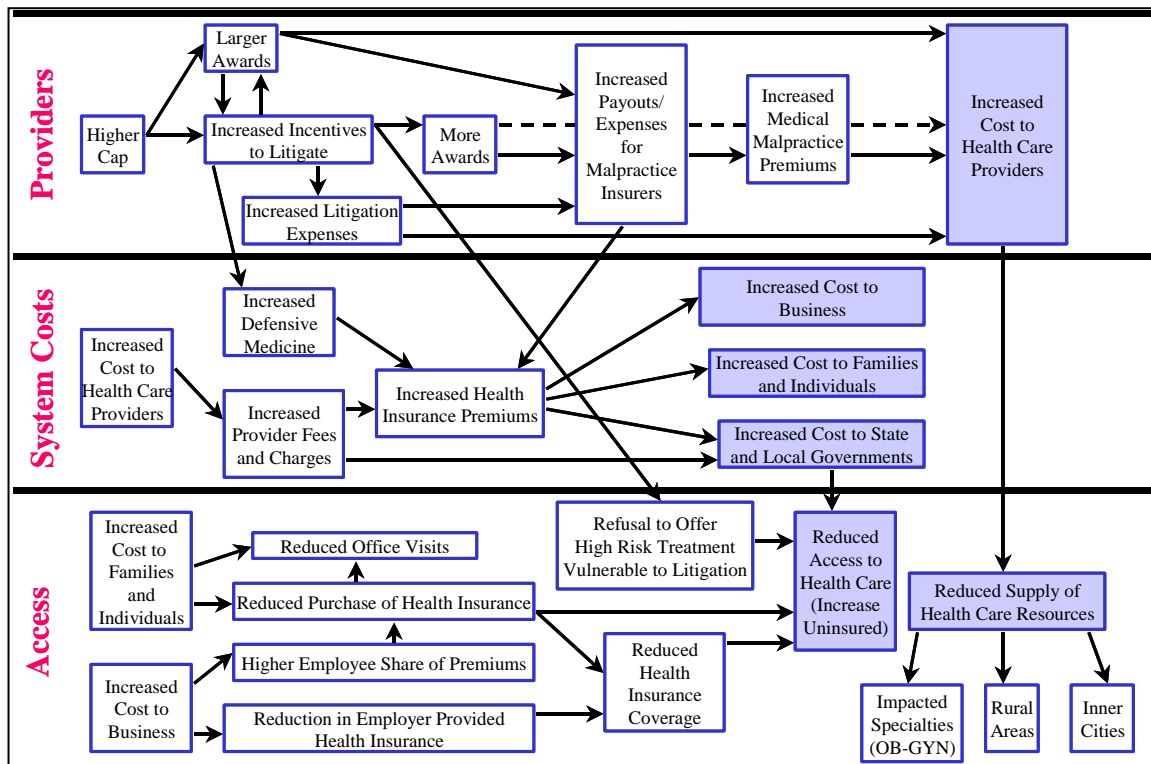 Providers
Larger
Awards
Higher
Cap
Increased Incentives
to Litigate
More
Awards
Increased Litigation
Expenses
Increased
Payouts/
Expenses
for
Malpractice
Insurers
Increased
Medical
Malpractice
Premiums
Increased
Cost to
Health Care
Providers
System Costs
Increased
Cost to
Health Care
Providers
Increased
Defensive
Medicine
Increased
Provider Fees
and Charges
Increased Health
Insurance Premiums
Increased Cost to
Business
Increased Cost to Families
and Individuals
Increased Cost to State
and Local Governments
Access
Increased
Cost to
Families
and
Individuals
Increased
Cost to
Business
Reduced Office Visits
Reduced Purchase of Health Insurance
Higher Employee Share of Premiums
Reduction in Employer Provided
Health Insurance
Refusal to Offer
High Risk Treatment
Vulnerable to Litigation
Reduced
Health
Insurance
Coverage
Reduced
Access to
Health Care
(Increase
Uninsured)
Reduced Supply of
Health Care Resources
Impacted
Specialties
(OB-GYN)
Rural
Areas
Inner
Cities